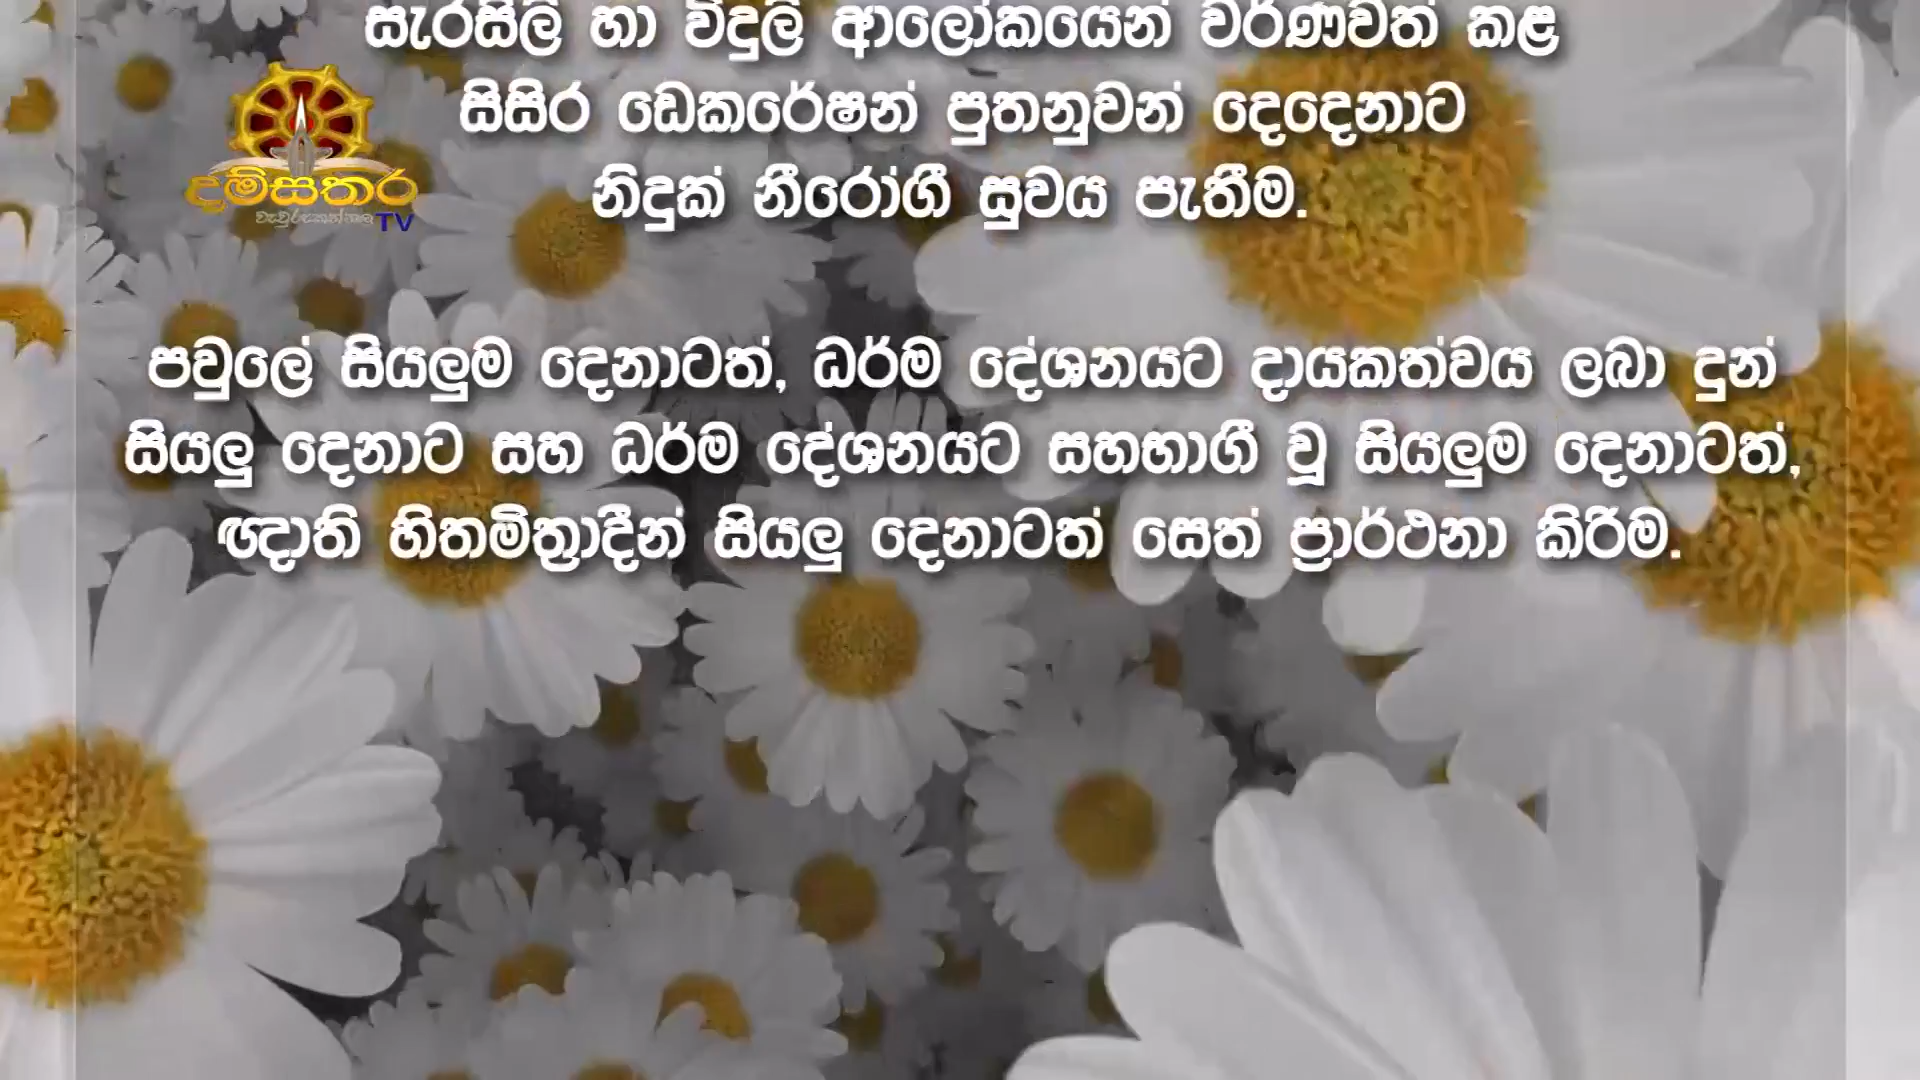 සැරසිලි හා විදුලි ආලෝකයෙන් වර්ණවත් කළ
සිසිර ඩෙකරේෂන් පුතනුවන් දෙදෙනාට
නිදුක් නීරෝගී සුවය පැතීම.
දම්සතර
TV
පවුලේ සියලුම දෙනාටත්, ධර්ම දේශනයට දායකත්වය ලබා දුන්
සියලු දෙනාට සහ ධර්ම දේශනයට සහභාගී වූ සියලුම දෙනාටත්,
ඥාති හිතමිත්‍රාදීන් සියලු දෙනාටත් සෙත් ප්‍රාර්ථනා කිරිම.